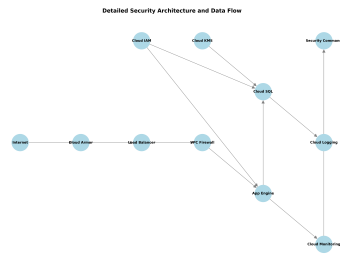 Detailed Security Architecture and Data Flow
Cloud IAM
Cloud KMS
Security Comman
Cloud SQL
Internet
Cloud Armor
Load Balancer
VPC Firewall
Cloud Logging
App Engine
Cloud Monitoring